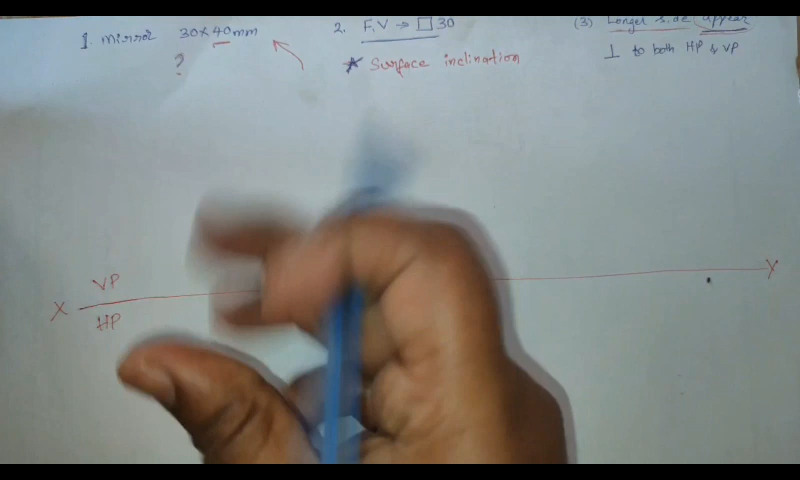 1. Mirror 30×40mm
?
2. F.V → □ 30
* Surface inclination
(3) Longer side appear
⊥ to both HP & VP
VP
X Y
HP